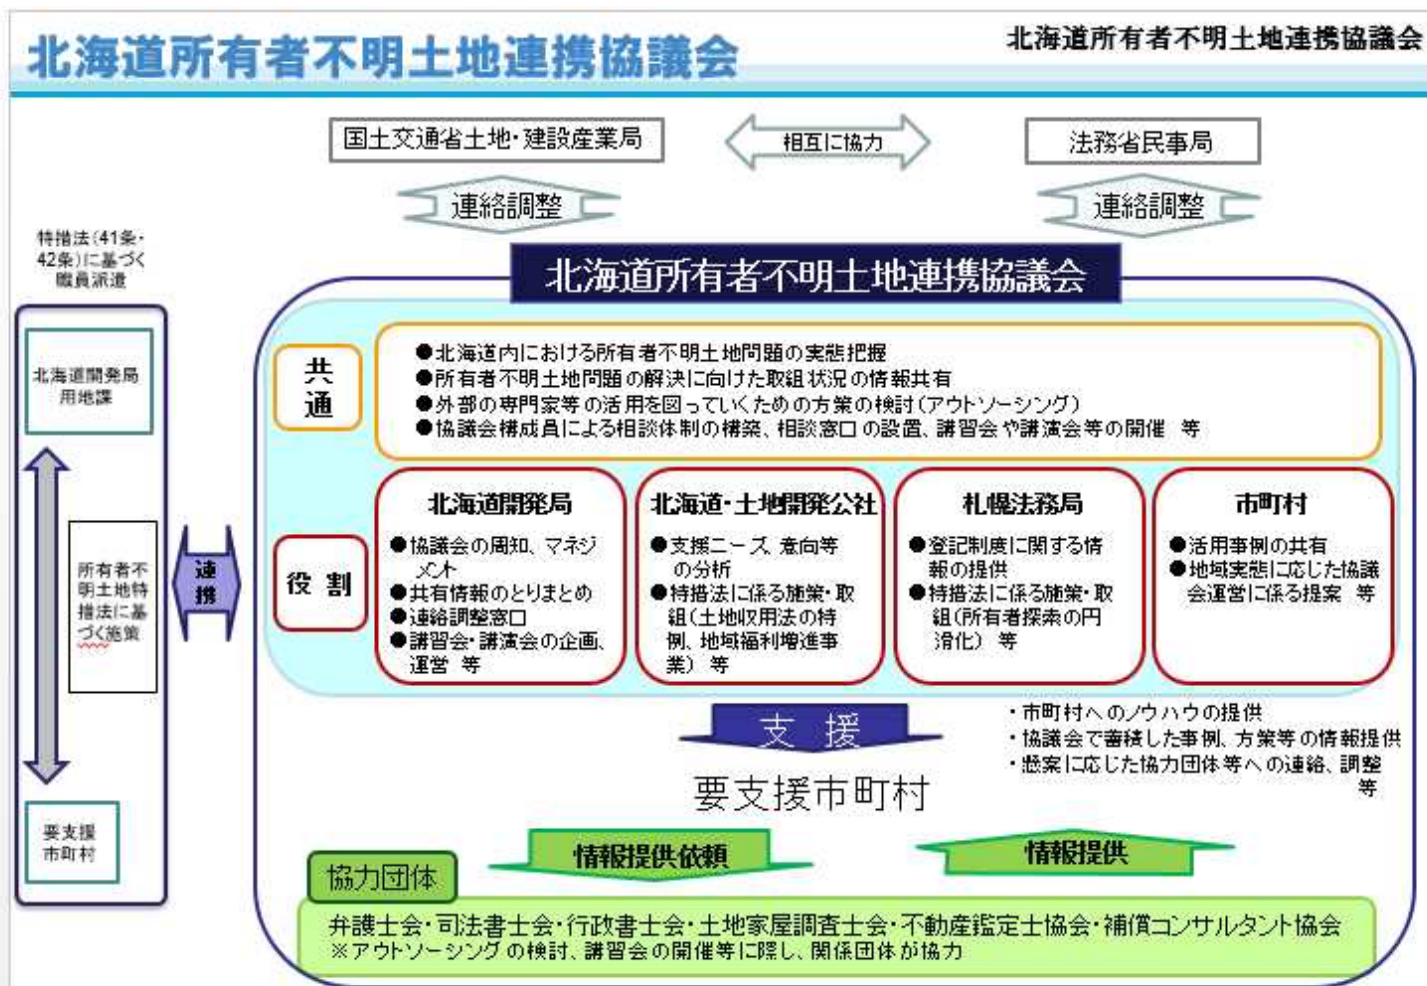 北海道所有者不明土地連携協議会
北海道所有者不明土地連携協議会
国土交通省土地・建設産業局
相互に協力
法務省民事局
連絡調整
連絡調整
特措法(41条・
42条)に基づく
職員派遣
北海道開発局
用地課
所有者不
明土地特
措法に基
づく施策
要支援
市町村
連
携
北海道所有者不明土地連携協議会
共
通
●北海道内における所有者不明土地問題の実態把握
●所有者不明土地問題の解決に向けた取組状況の情報共有
●外部の専門家等の活用を図っていくための方策の検討(アウトソーシング)
●協議会構成員による相談体制の構築、相談窓口の設置、講習会や講演会等の開催 等
役 割
北海道開発局
●協議会の周知、マネジ
メント
●共有情報のとりまとめ
●連絡調整窓口
●講習会・講演会の企画、
運営 等
北海道・土地開発公社
●支援ニーズ、意向等
の分析
●特措法に係る施策・取
組(土地収用法の特
例、地域福利増進事
業) 等
札幌法務局
●登記制度に関する情
報の提供
●特措法に係る施策・取
組(所有者探索の円
滑化) 等
市町村
●活用事例の共有
●地域実態に応じた協議
会運営に係る提案 等
支 援
・市町村へのノウハウの提供
・協議会で蓄積した事例、方策等の情報提供
・懸案に応じた協力団体等への連絡、調整
等
要支援市町村
情報提供依頼
情報提供
協力団体
弁護士会・司法書士会・行政書士会・土地家屋調査士会・不動産鑑定士協会・補償コンサルタント協会
※アウトソーシングの検討、講習会の開催等に際し、関係団体が協力